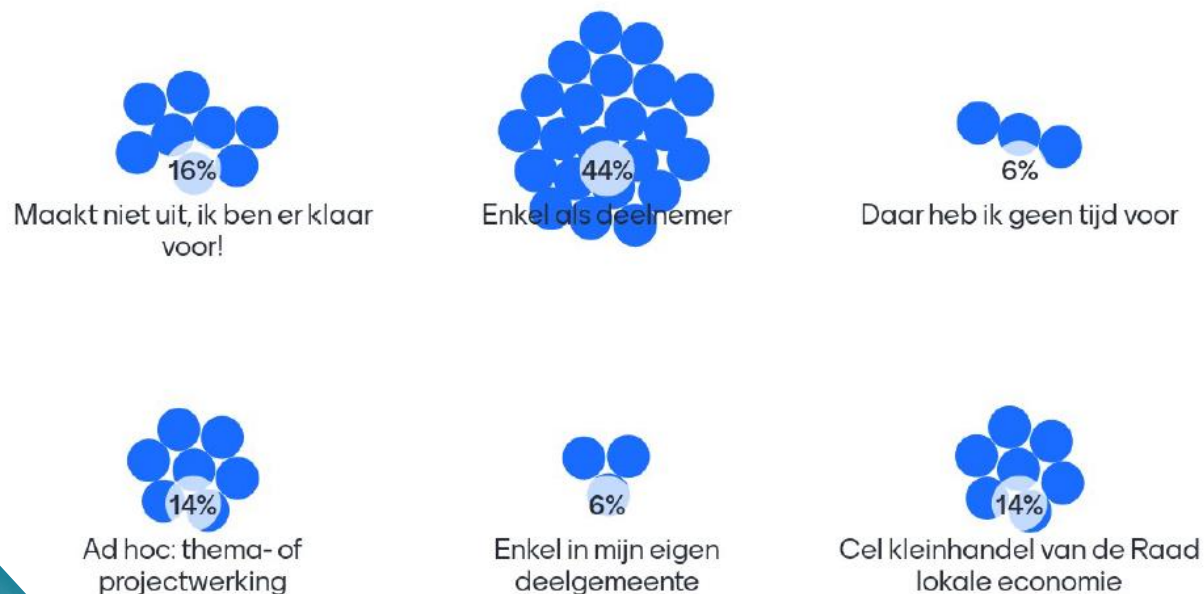 16%
Maakt niet uit, ik ben er klaar
voor!
44%
Enkel als deelnemer
6%
Daar heb ik geen tijd voor
14%
Ad hoc: thema- of
projectwerking
6%
Enkel in mijn eigen
deelgemeente
14%
Cel kleinhandel van de Raad
lokale economie